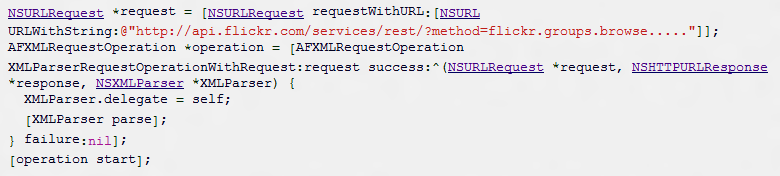 NSURLRequest *request = [NSURLRequest requestWithURL:[NSURL
URLWithString:@"http://api.flickr.com/services/rest/?method=flickr.groups.browse....."]];
AFXMLRequestOperation *operation = [AFXMLRequestOperation
XMLParserRequestOperationWithRequest:request success:^(NSURLRequest *request, NSHTTPURLResponse
*response, NSXMLParser *XMLParser) {
XMLParser.delegate = self;
[XMLParser parse];
} failure:nil];
[operation start];